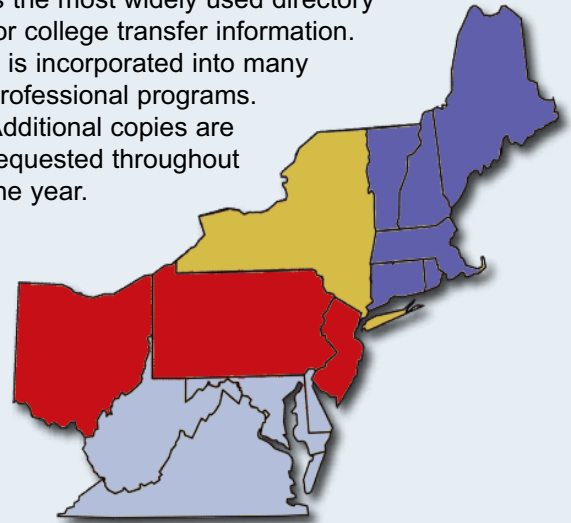 the most widely used directory
or college transfer information.
is incorporated into many
rofessional programs.
Additional copies are
equested throughout
he year.